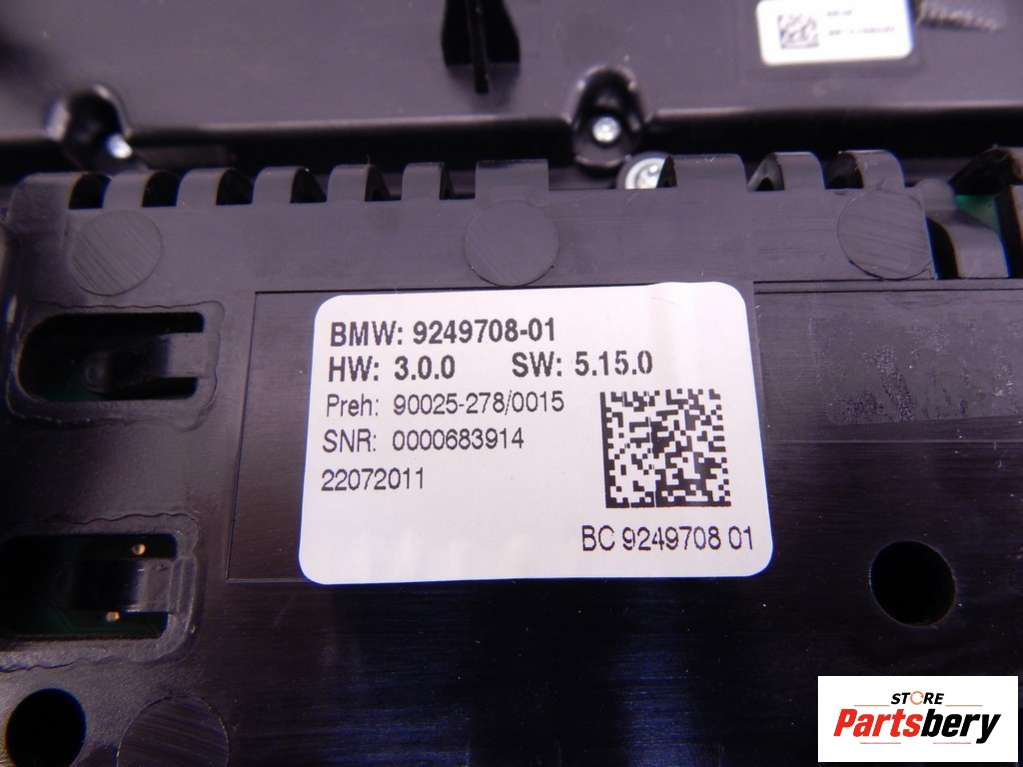 BMW: 9249708-01
HW: 3.0.0 SW: 5.15.0
Preh: 90025-278/0015
SNR: 0000683914
22072011
BC 9249708 01
STORE
Partsbery